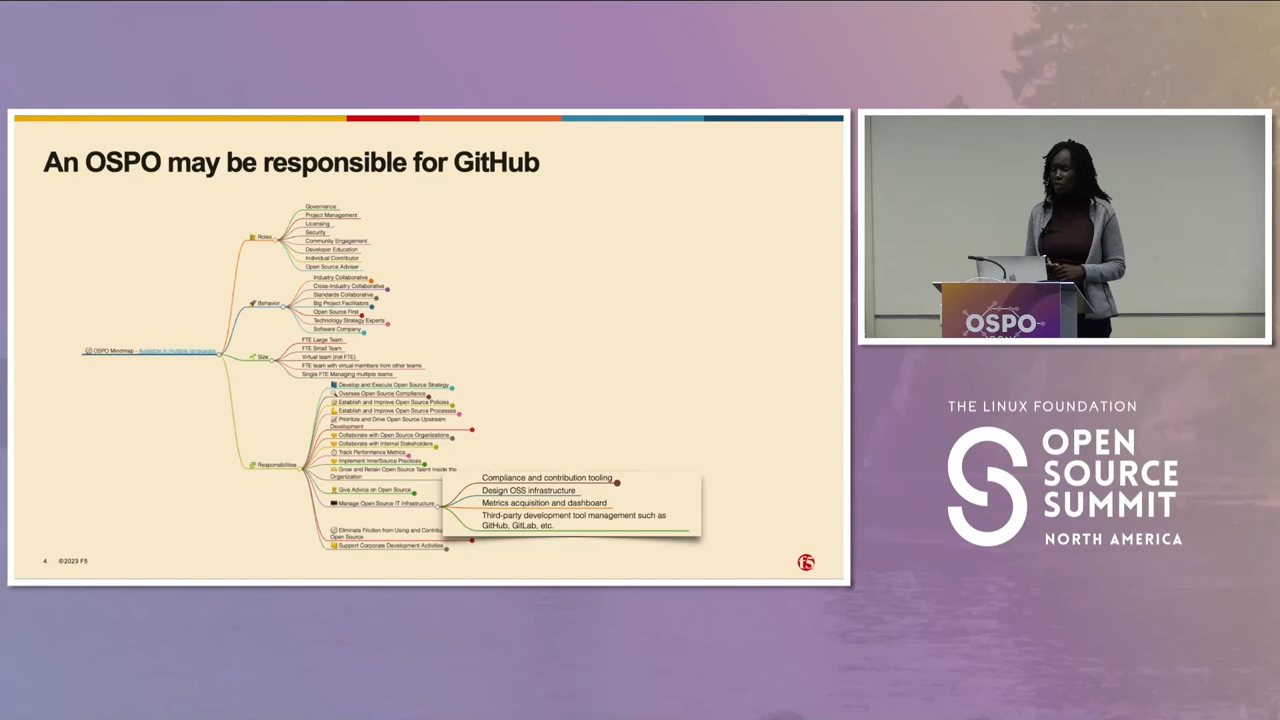 An OSPO may be responsible for GitHub
OSPO Mindmap - Available in multiple languages
Roles
Governance
Project Management
Licensing
Security
Community Engagement
Developer Education
Individual Contributor
Open Source Adviser
Behavior
Industry Collaborative
Cross-Industry Collaborative
Standards Collaborative
Big Project Facilitators
Open Source First
Technology Strategy Experts
Software Company
Size
FTE Large Team
FTE Small Team
Virtual team (not FTE)
FTE team with virtual members from other teams
Single FTE Managing multiple teams
Responsibilities
Develop and Execute Open Source Strategy
Oversee Open Source Compliance
Establish and Improve Open Source Policies
Establish and Improve Open Source Processes
Prioritize and Drive Open Source Upstream
Development
Collaborate with Open Source Organizations
Collaborate with Internal Stakeholders
Track Performance Metrics
Implement InnerSource Practices
Grow and Retain Open Source Talent Inside the
Organization
Give Advice on Open Source
Manage Open Source IT Infrastructure
Compliance and contribution tooling
Design OSS infrastructure
Metrics acquisition and dashboard
Third-party development tool management such as
GitHub, GitLab, etc.
Eliminate Friction from Using and Contribu
Open Source
Support Corporate Development Activities
4 ©2023 F5
f5
OSPO
THE LINUX FOUNDATION
OPEN
SOURCE
SUMMIT
NORTH AMERICA